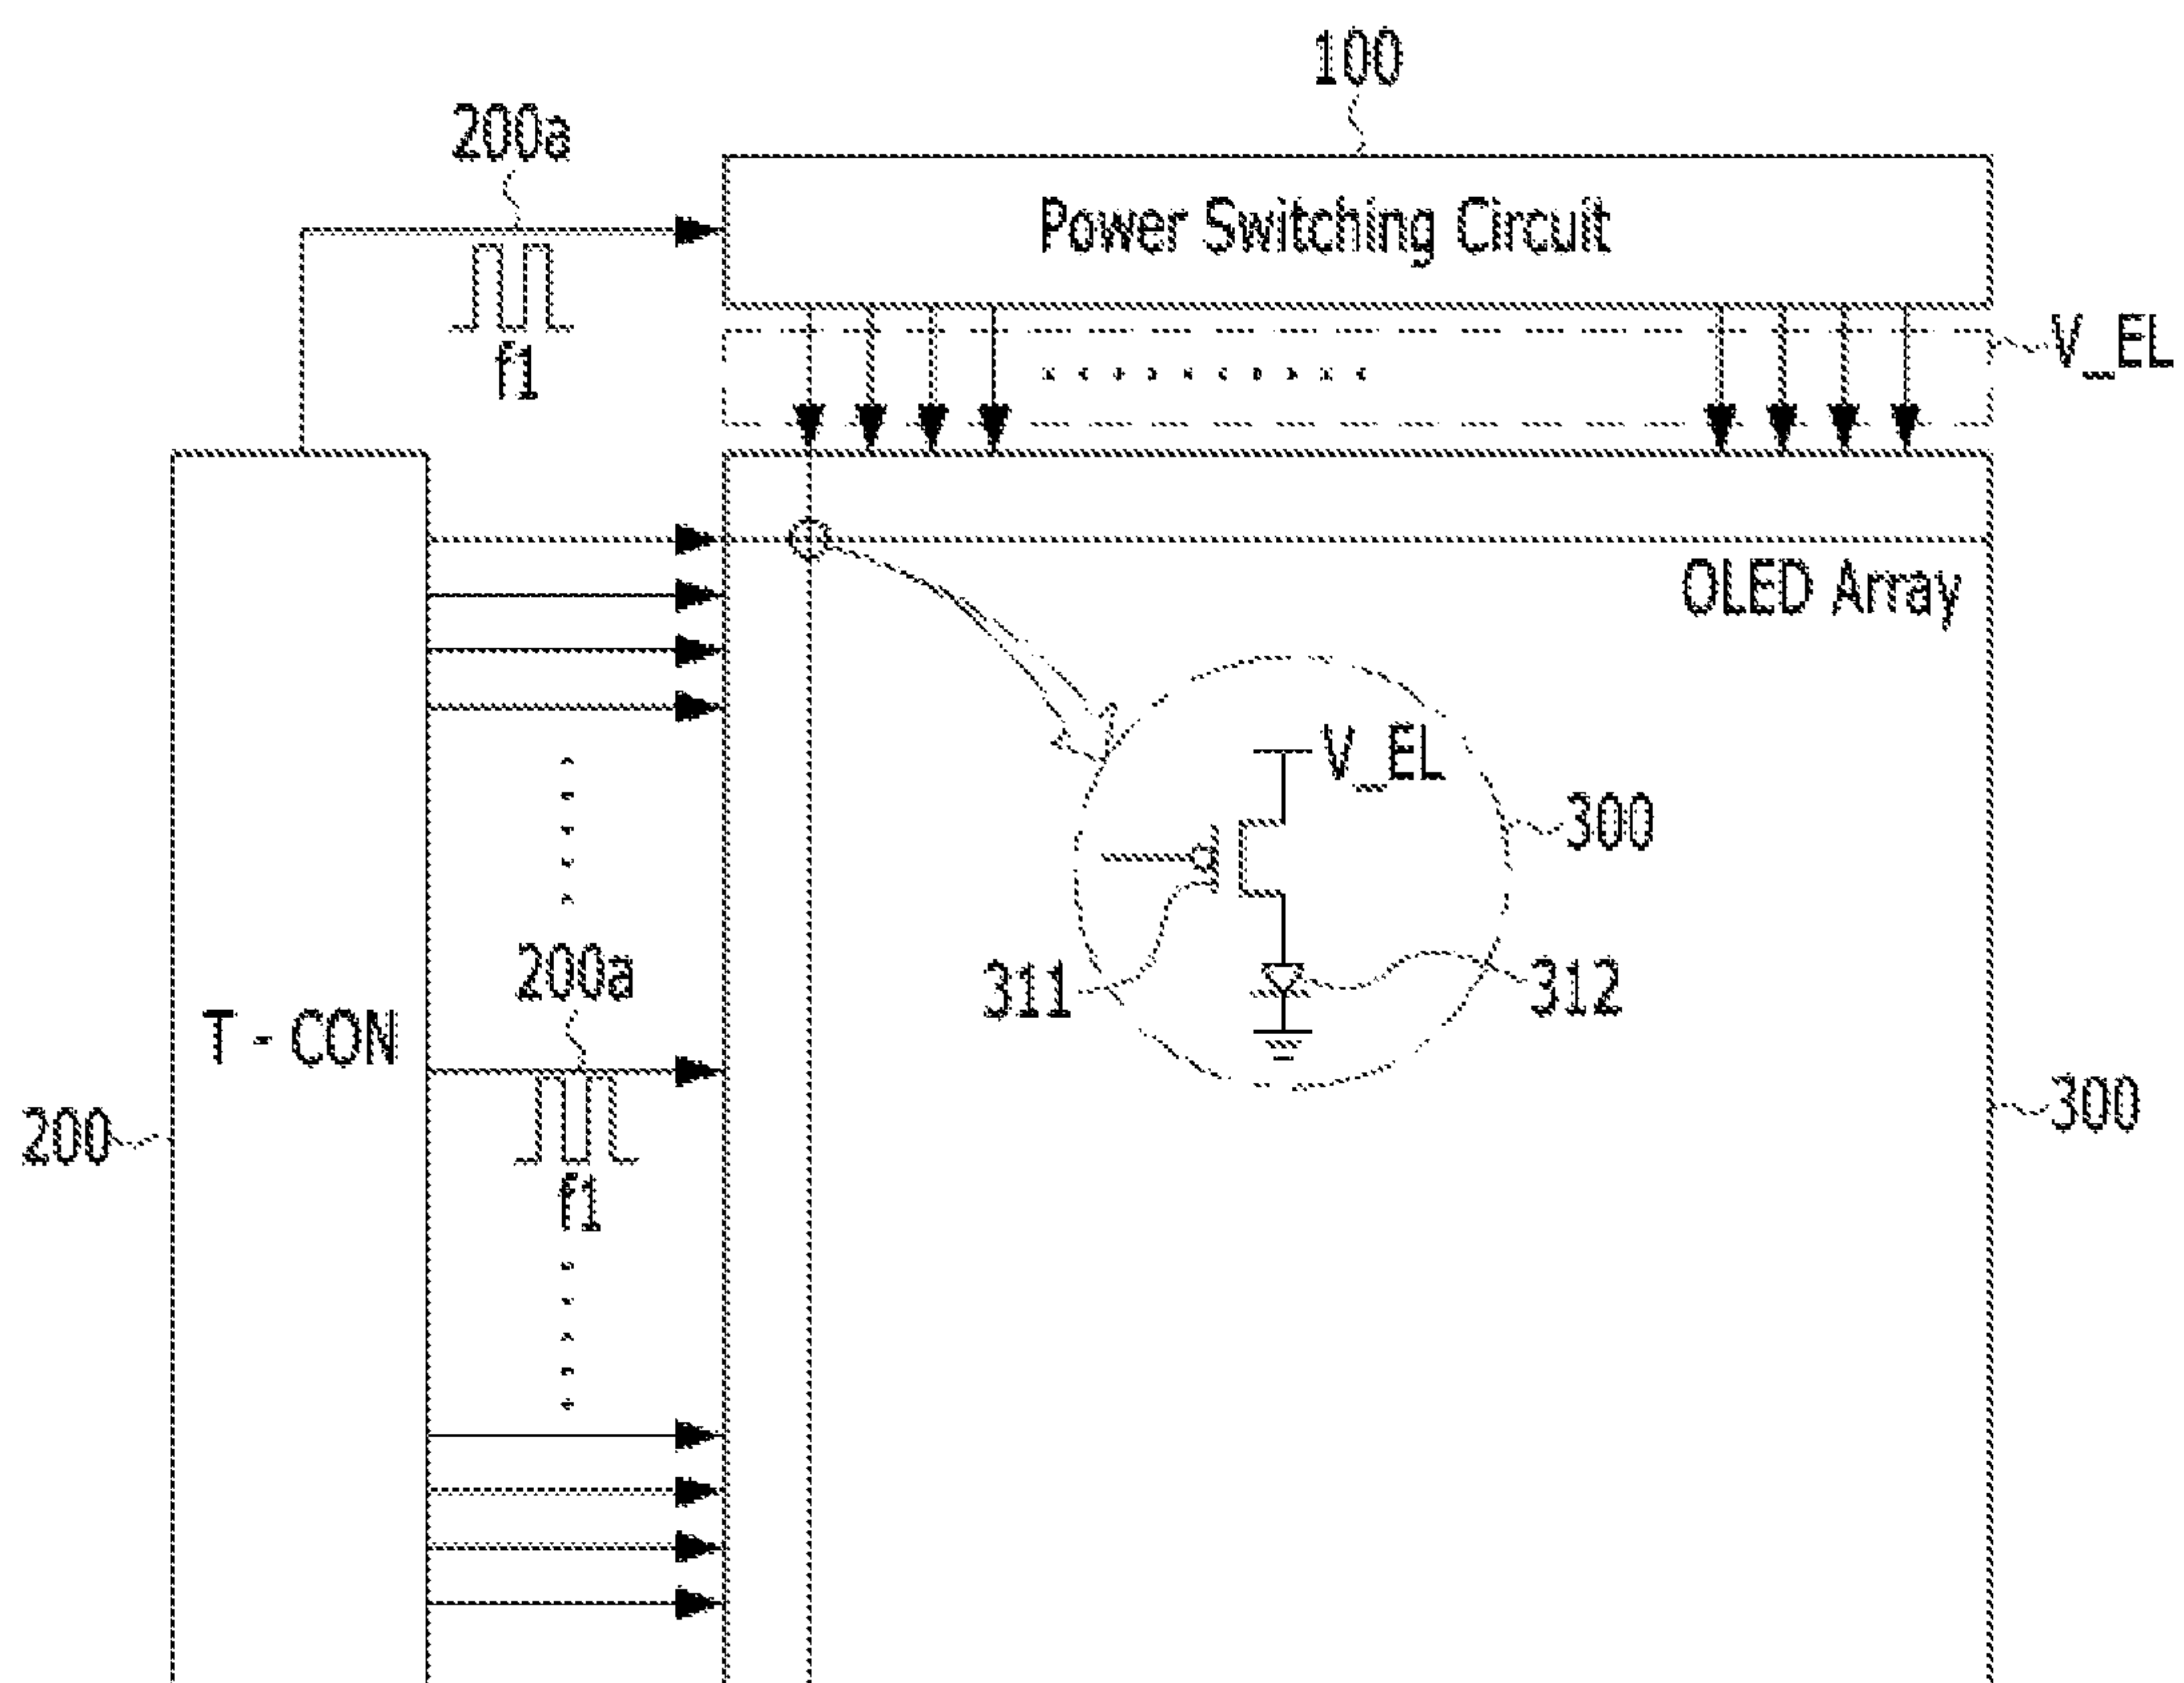 100
200a
Power Switching Circuit
f1
V_EL
OLED Array
V_EL
300
311
312
200a
T - CON
200
300
f1